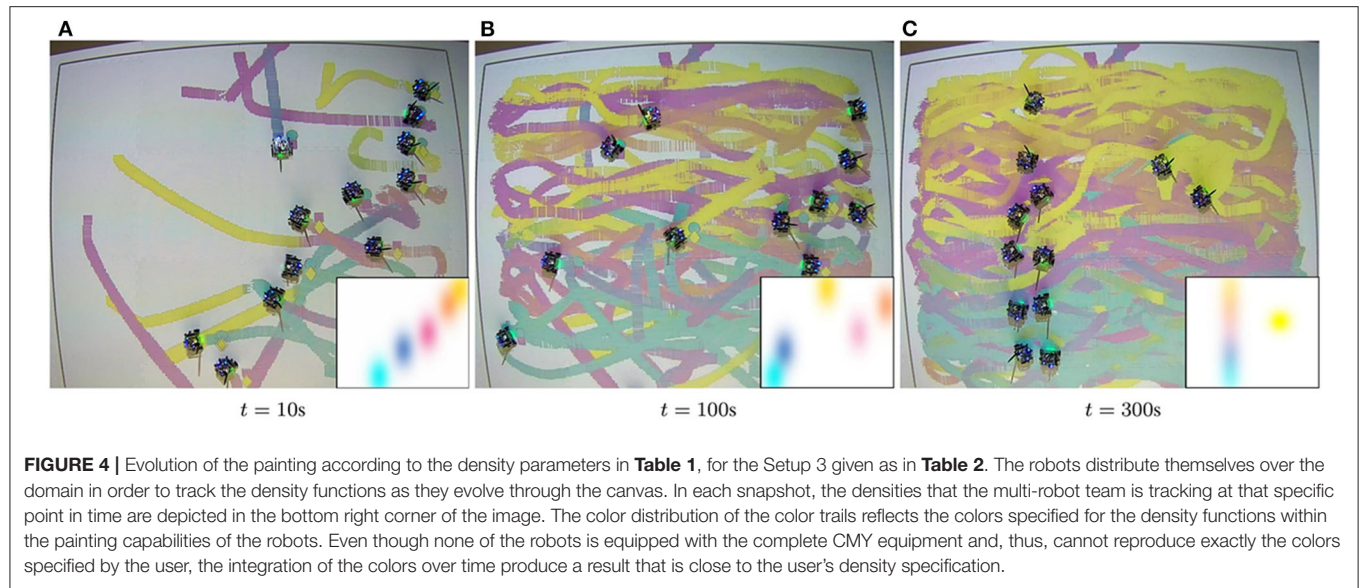 A
B
C
t = 10s
t = 100s
t = 300s
FIGURE 4 | Evolution of the painting according to the density parameters in Table 1, for the Setup 3 given as in Table 2. The robots distribute themselves over the
domain in order to track the density functions as they evolve through the canvas. In each snapshot, the densities that the multi-robot team is tracking at that specific
point in time are depicted in the bottom right corner of the image. The color distribution of the color trails reflects the colors specified for the density functions within
the painting capabilities of the robots. Even though none of the robots is equipped with the complete CMY equipment and, thus, cannot reproduce exactly the colors
specified by the user, the integration of the colors over time produce a result that is close to the user's density specification.